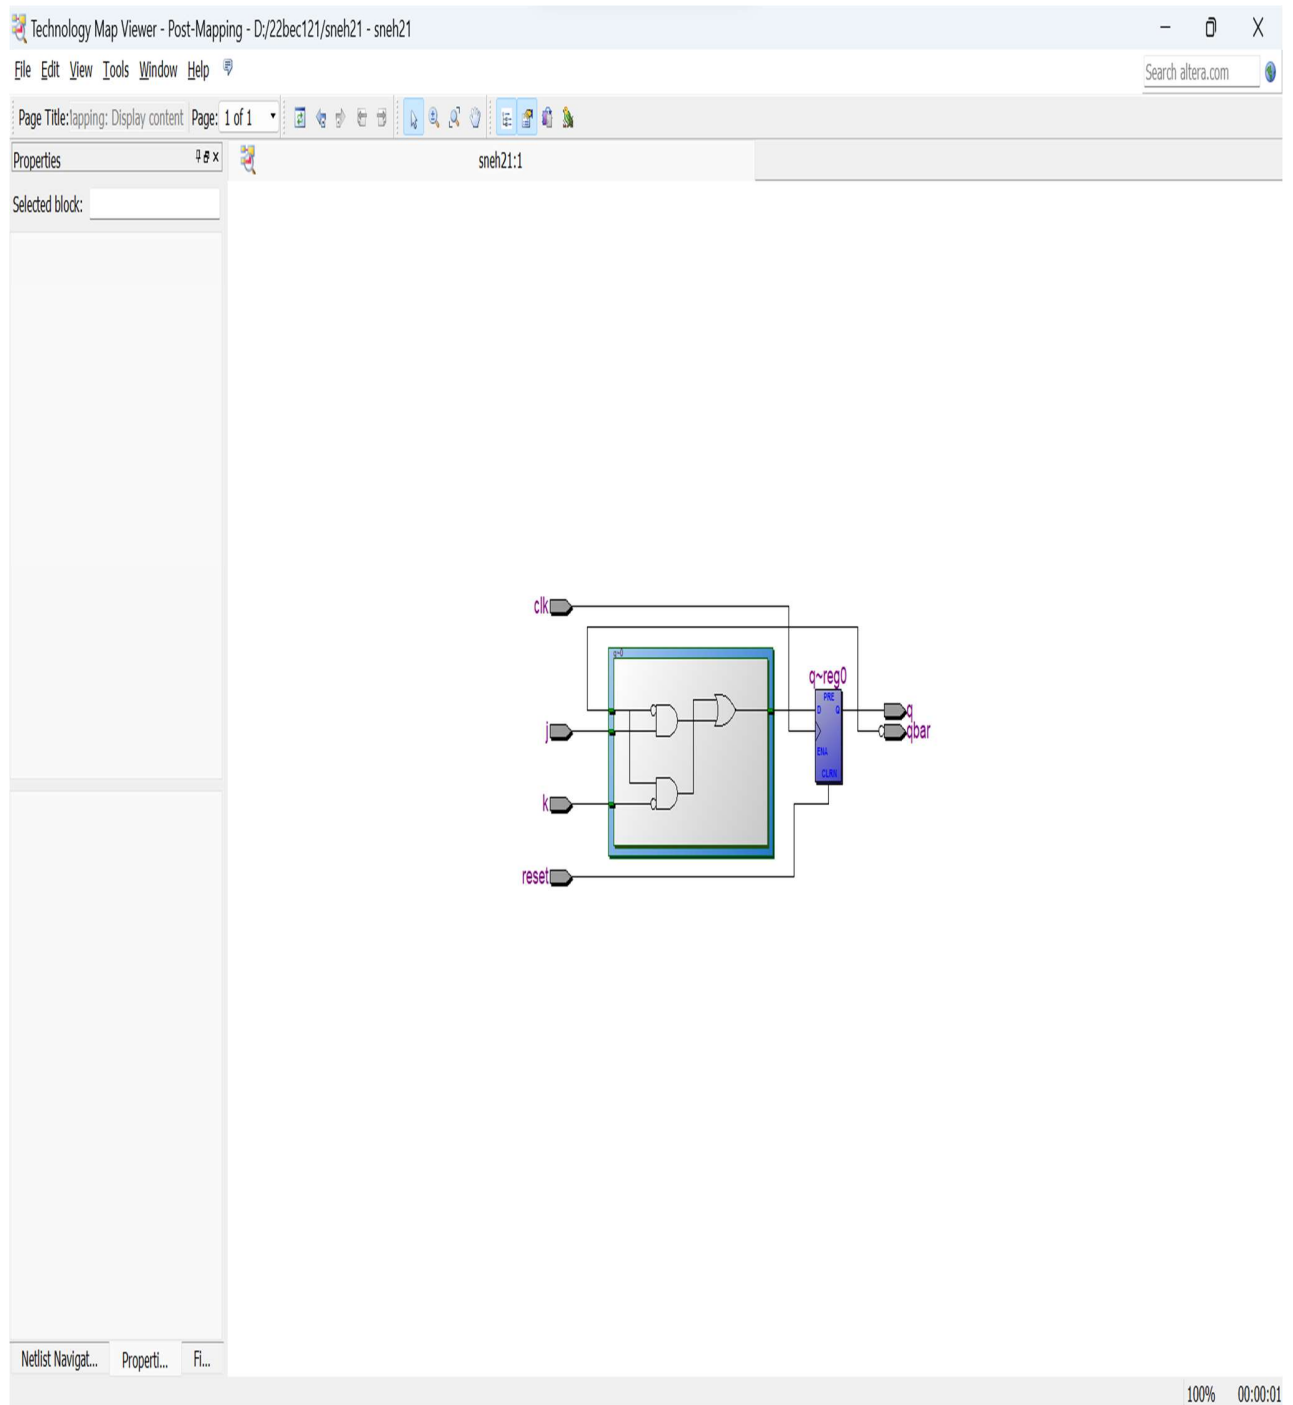 Technology Map Viewer - Post-Mapping - D:/22bec121/sneh21 - sneh21
File Edit View Tools Window Help
Search altera.com
Page Title: lapping: Display content Page: 1 of 1
Properties
sneh21:1
Selected block:
clk
q~0
q~reg0
PRE
D Q
q
j
qbar
ENA
CLRN
k
reset
Netlist Navigat... Properti... Fi...
100% 00:00:01